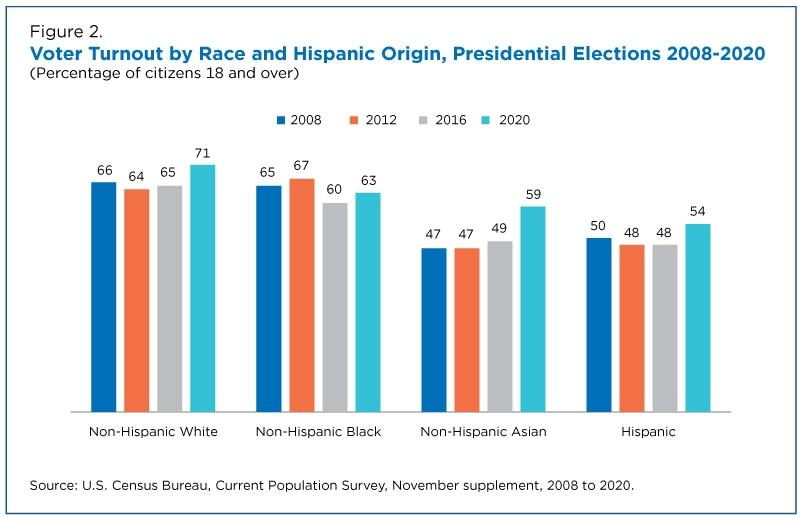 Figure 2.
Voter Turnout by Race and Hispanic Origin, Presidential Elections 2008-2020
(Percentage of citizens 18 and over)
2008 2012 2016 2020
66 64 65 71 65 67 60 63 47 47 49 59 50 48 48 54
Non-Hispanic White Non-Hispanic Black Non-Hispanic Asian Hispanic
Source: U.S. Census Bureau, Current Population Survey, November supplement, 2008 to 2020.